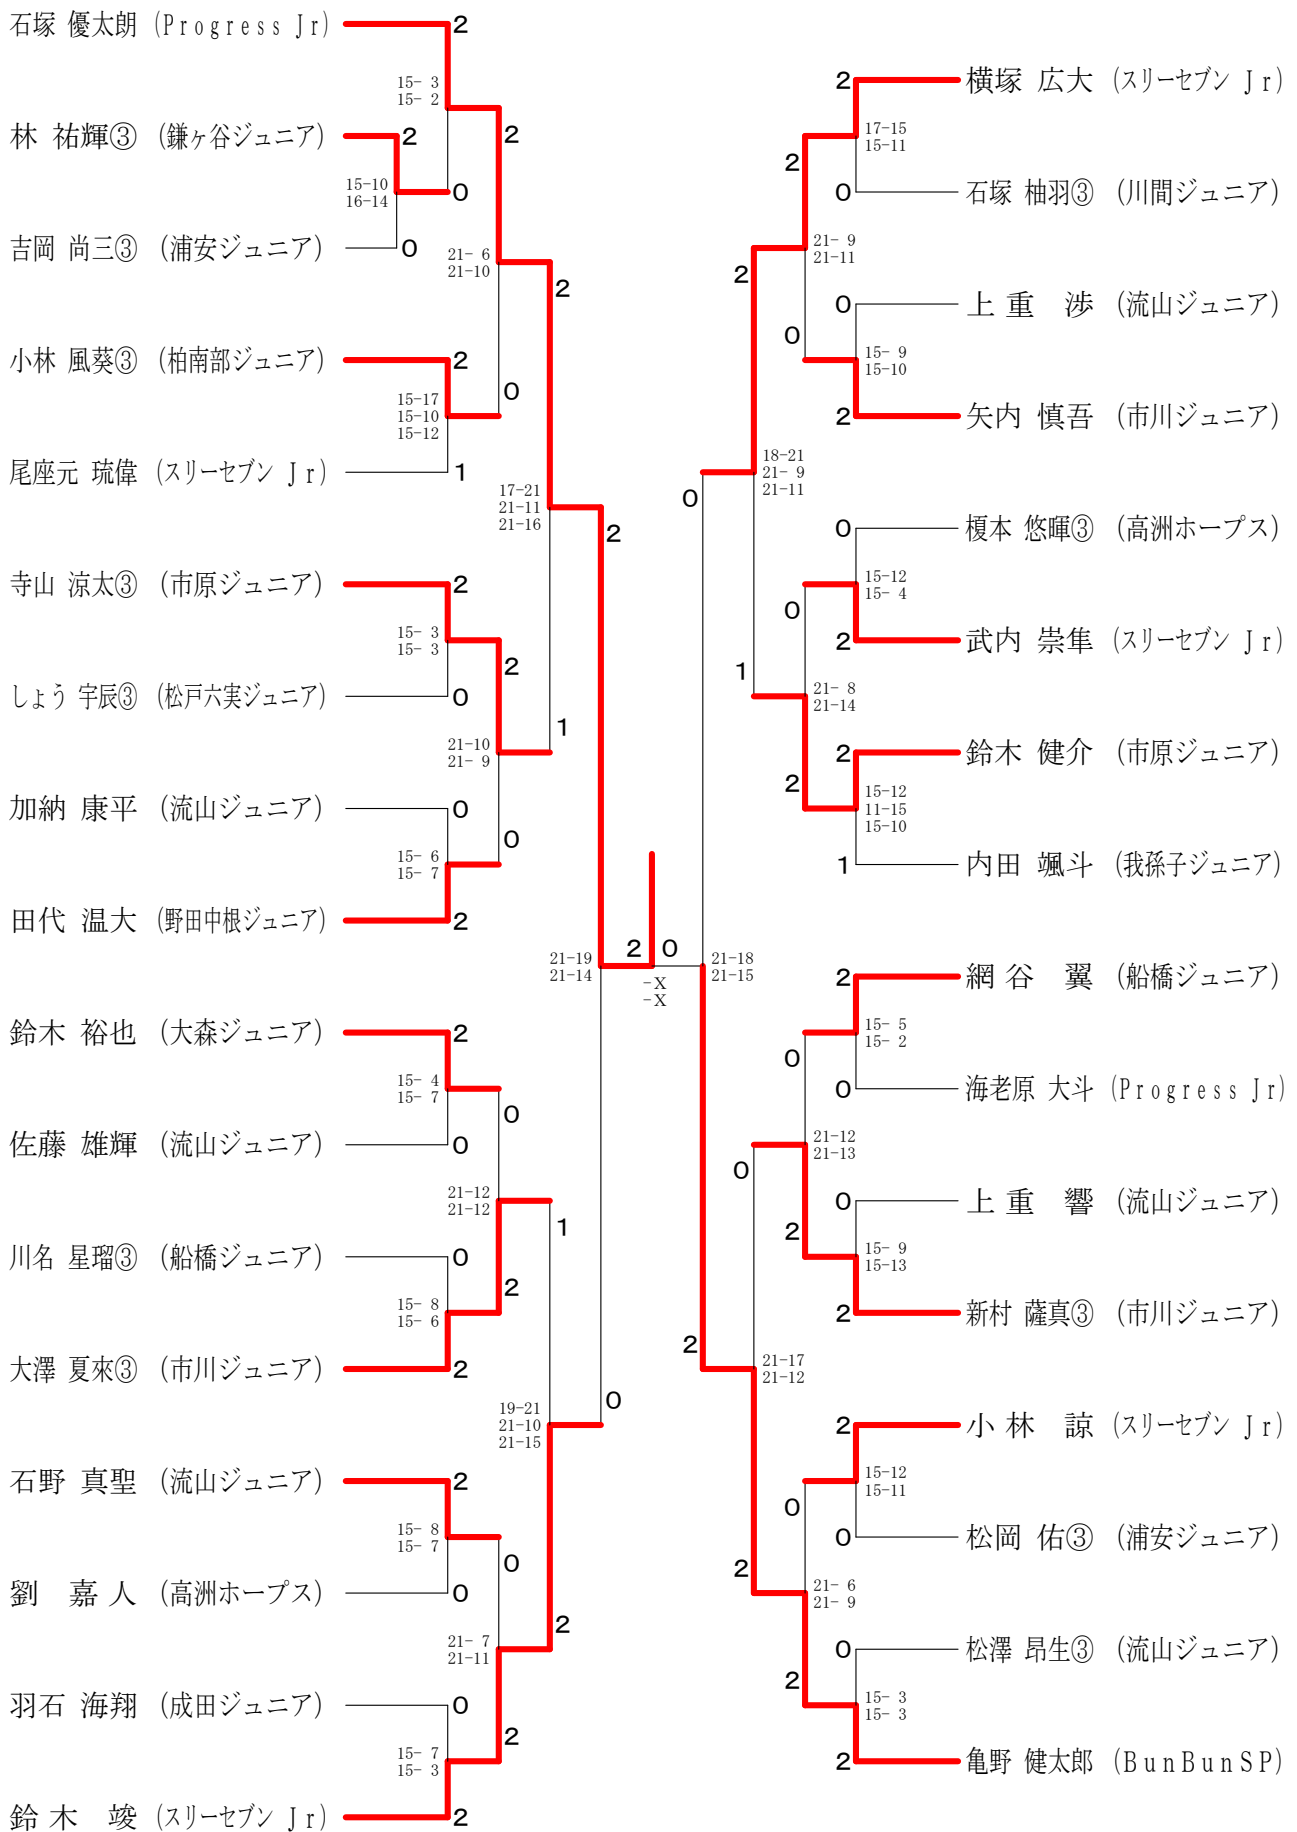 石塚 優太朗 (Progress Jr) 2
15- 3
15- 2
林 祐輝③ (鎌ヶ谷ジュニア) 2
2
15-10
16-14
0
吉岡 尚三③ (浦安ジュニア) 0
21- 6
21-10
2
小林 風葵③ (柏南部ジュニア) 2
15-17
15-10
15-12
0
尾座元 琉偉 (スリーセブン Jr) 1
17-21
21-11
21-16
2
寺山 涼太③ (市原ジュニア) 2
15- 3
15- 3
2
しょう 宇辰③ (松戸六実ジュニア) 0
1
21-10
21- 9
加納 康平 (流山ジュニア) 0
0
15- 6
15- 7
田代 温大 (野田中根ジュニア) 2
21-19
21-14
2 0
-X
-X
鈴木 裕也 (大森ジュニア) 2
15- 4
15- 7
0
佐藤 雄輝 (流山ジュニア) 0
21-12
21-12
1
川名 星瑠③ (船橋ジュニア) 0
2
15- 8
15- 6
大澤 夏來③ (市川ジュニア) 2
0
19-21
21-10
21-15
石野 真聖 (流山ジュニア) 2
15- 8
15- 7
0
劉 嘉人 (高洲ホープス) 0
2
21- 7
21-11
羽石 海翔 (成田ジュニア) 0
2
15- 7
15- 3
鈴木 竣 (スリーセブン Jr) 2
2 横塚 広大 (スリーセブン Jr)
17-15
15-11
2
0 石塚 柚羽③ (川間ジュニア)
21- 9
21-11
2
0 上重 渉 (流山ジュニア)
0
15- 9
15-10
2 矢内 慎吾 (市川ジュニア)
18-21
21- 9
21-11
0
0 榎本 悠暉③ (高洲ホープス)
15-12
15- 4
0
2 武内 崇隼 (スリーセブン Jr)
1
21- 8
21-14
2 鈴木 健介 (市原ジュニア)
2
15-12
11-15
15-10
1 内田 颯斗 (我孫子ジュニア)
21-18
21-15
2 網谷 翼 (船橋ジュニア)
15- 5
15- 2
0
0 海老原 大斗 (Progress Jr)
21-12
21-13
0
0 上重 響 (流山ジュニア)
2
15- 9
15-13
2 新村 薩真③ (市川ジュニア)
2
21-17
21-12
2 小林 諒 (スリーセブン Jr)
15-12
15-11
0
0 松岡 佑③ (浦安ジュニア)
2
21- 6
21- 9
0 松澤 昂生③ (流山ジュニア)
2
15- 3
15- 3
2 亀野 健太郎 (BunBunSP)